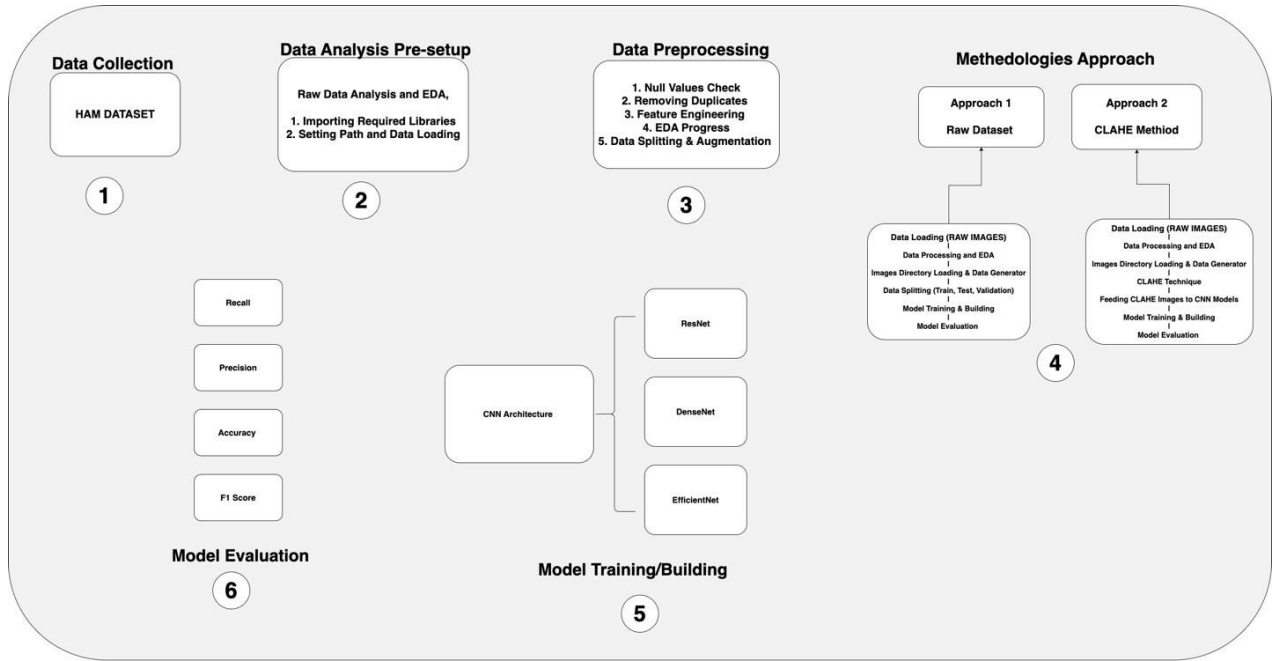 Data Collection
HAM DATASET
1
Data Analysis Pre-setup
Raw Data Analysis and EDA,
1. Importing Required Libraries
2. Setting Path and Data Loading
2
Data Preprocessing
1. Null Values Check
2. Removing Duplicates
3. Feature Engineering
4. EDA Progress
5. Data Splitting & Augmentation
3
Methedologies Approach
Approach 1
Raw Dataset
Approach 2
CLAHE Methiod
Data Loading (RAW IMAGES)
Data Processing and EDA
Images Directory Loading & Data Generator
Data Splitting (Train, Test, Validation)
Model Training & Building
Model Evaluation
Data Loading (RAW IMAGES)
Data Processing and EDA
Images Directory Loading & Data Generator
CLAHE Technique
Feeding CLAHE Images to CNN Models
Model Training & Building
Model Evaluation
4
CNN Architecture
ResNet
DenseNet
EfficientNet
Model Training/Building
5
Recall
Precision
Accuracy
F1 Score
Model Evaluation
6